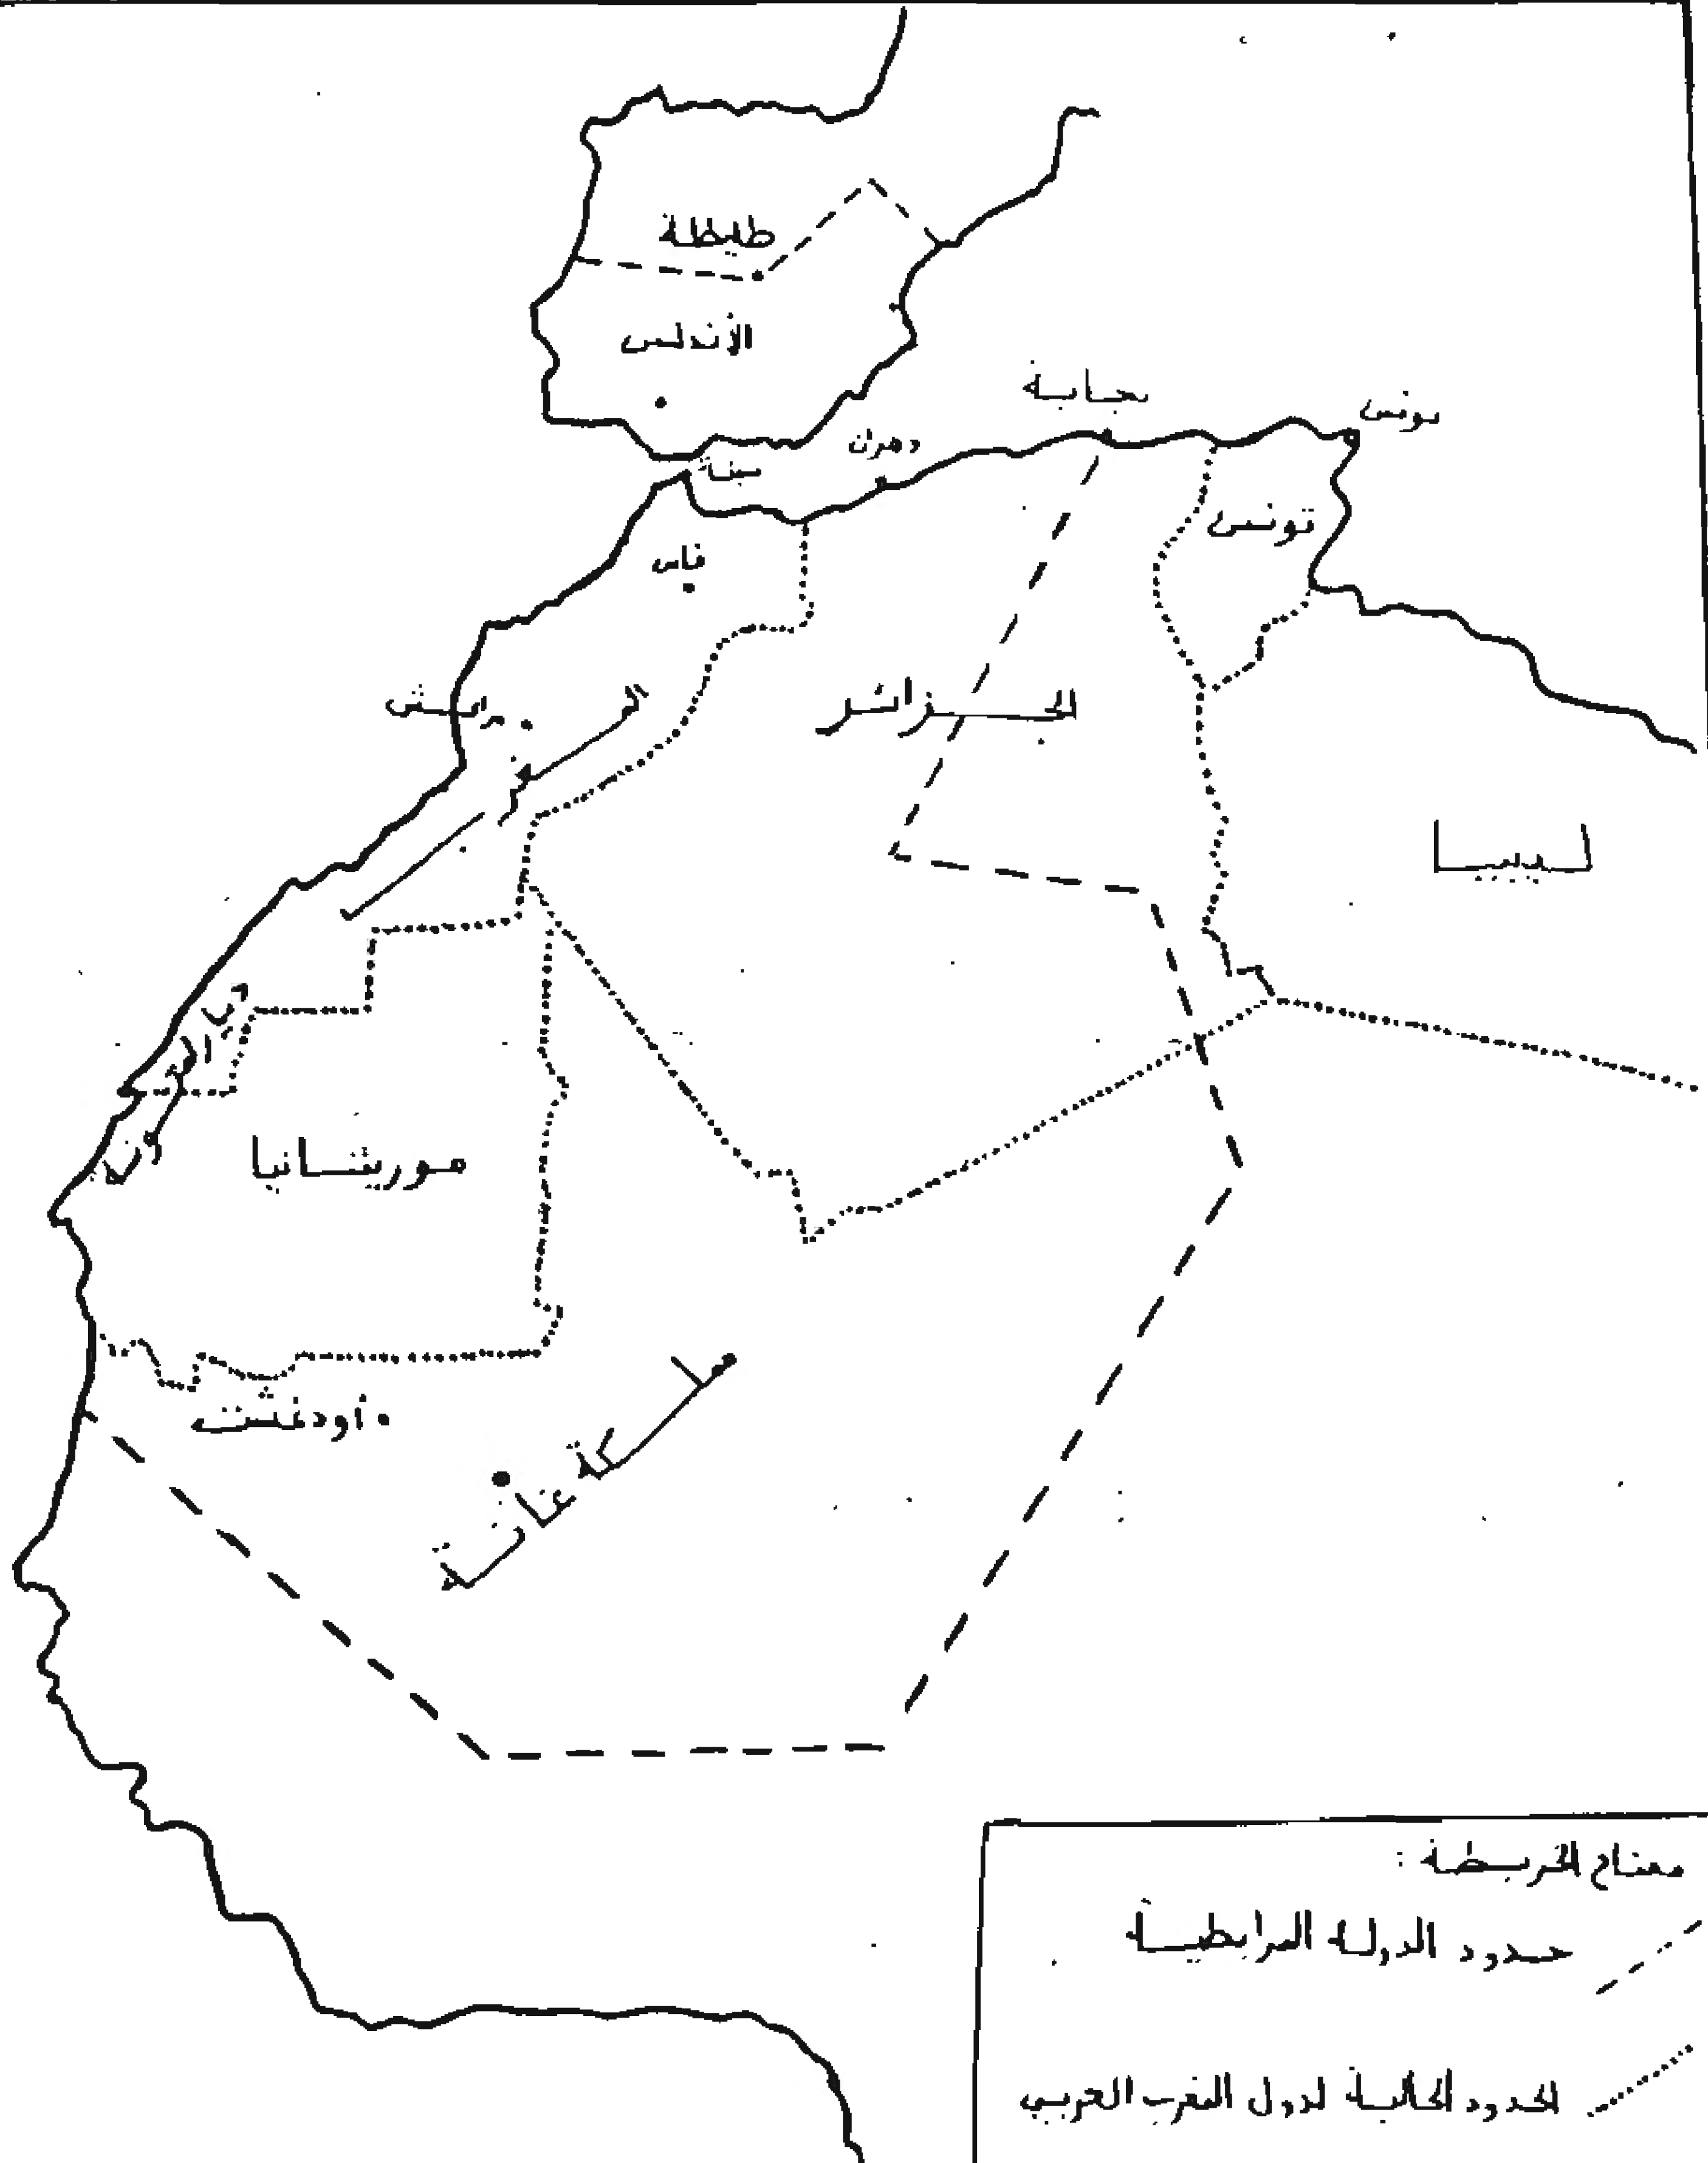 طليطلة
الأندلس
بجاية
تونس
وهران
سبتة
تونس
فاس
الجزائر
مراكش
المغرب
ليبيا
موريتانيا
أودغشت
مملكة غانة
مفتاح الخريطة :
حدود الدولة المرابطية
الحدود الحالية لدول المغرب العربي